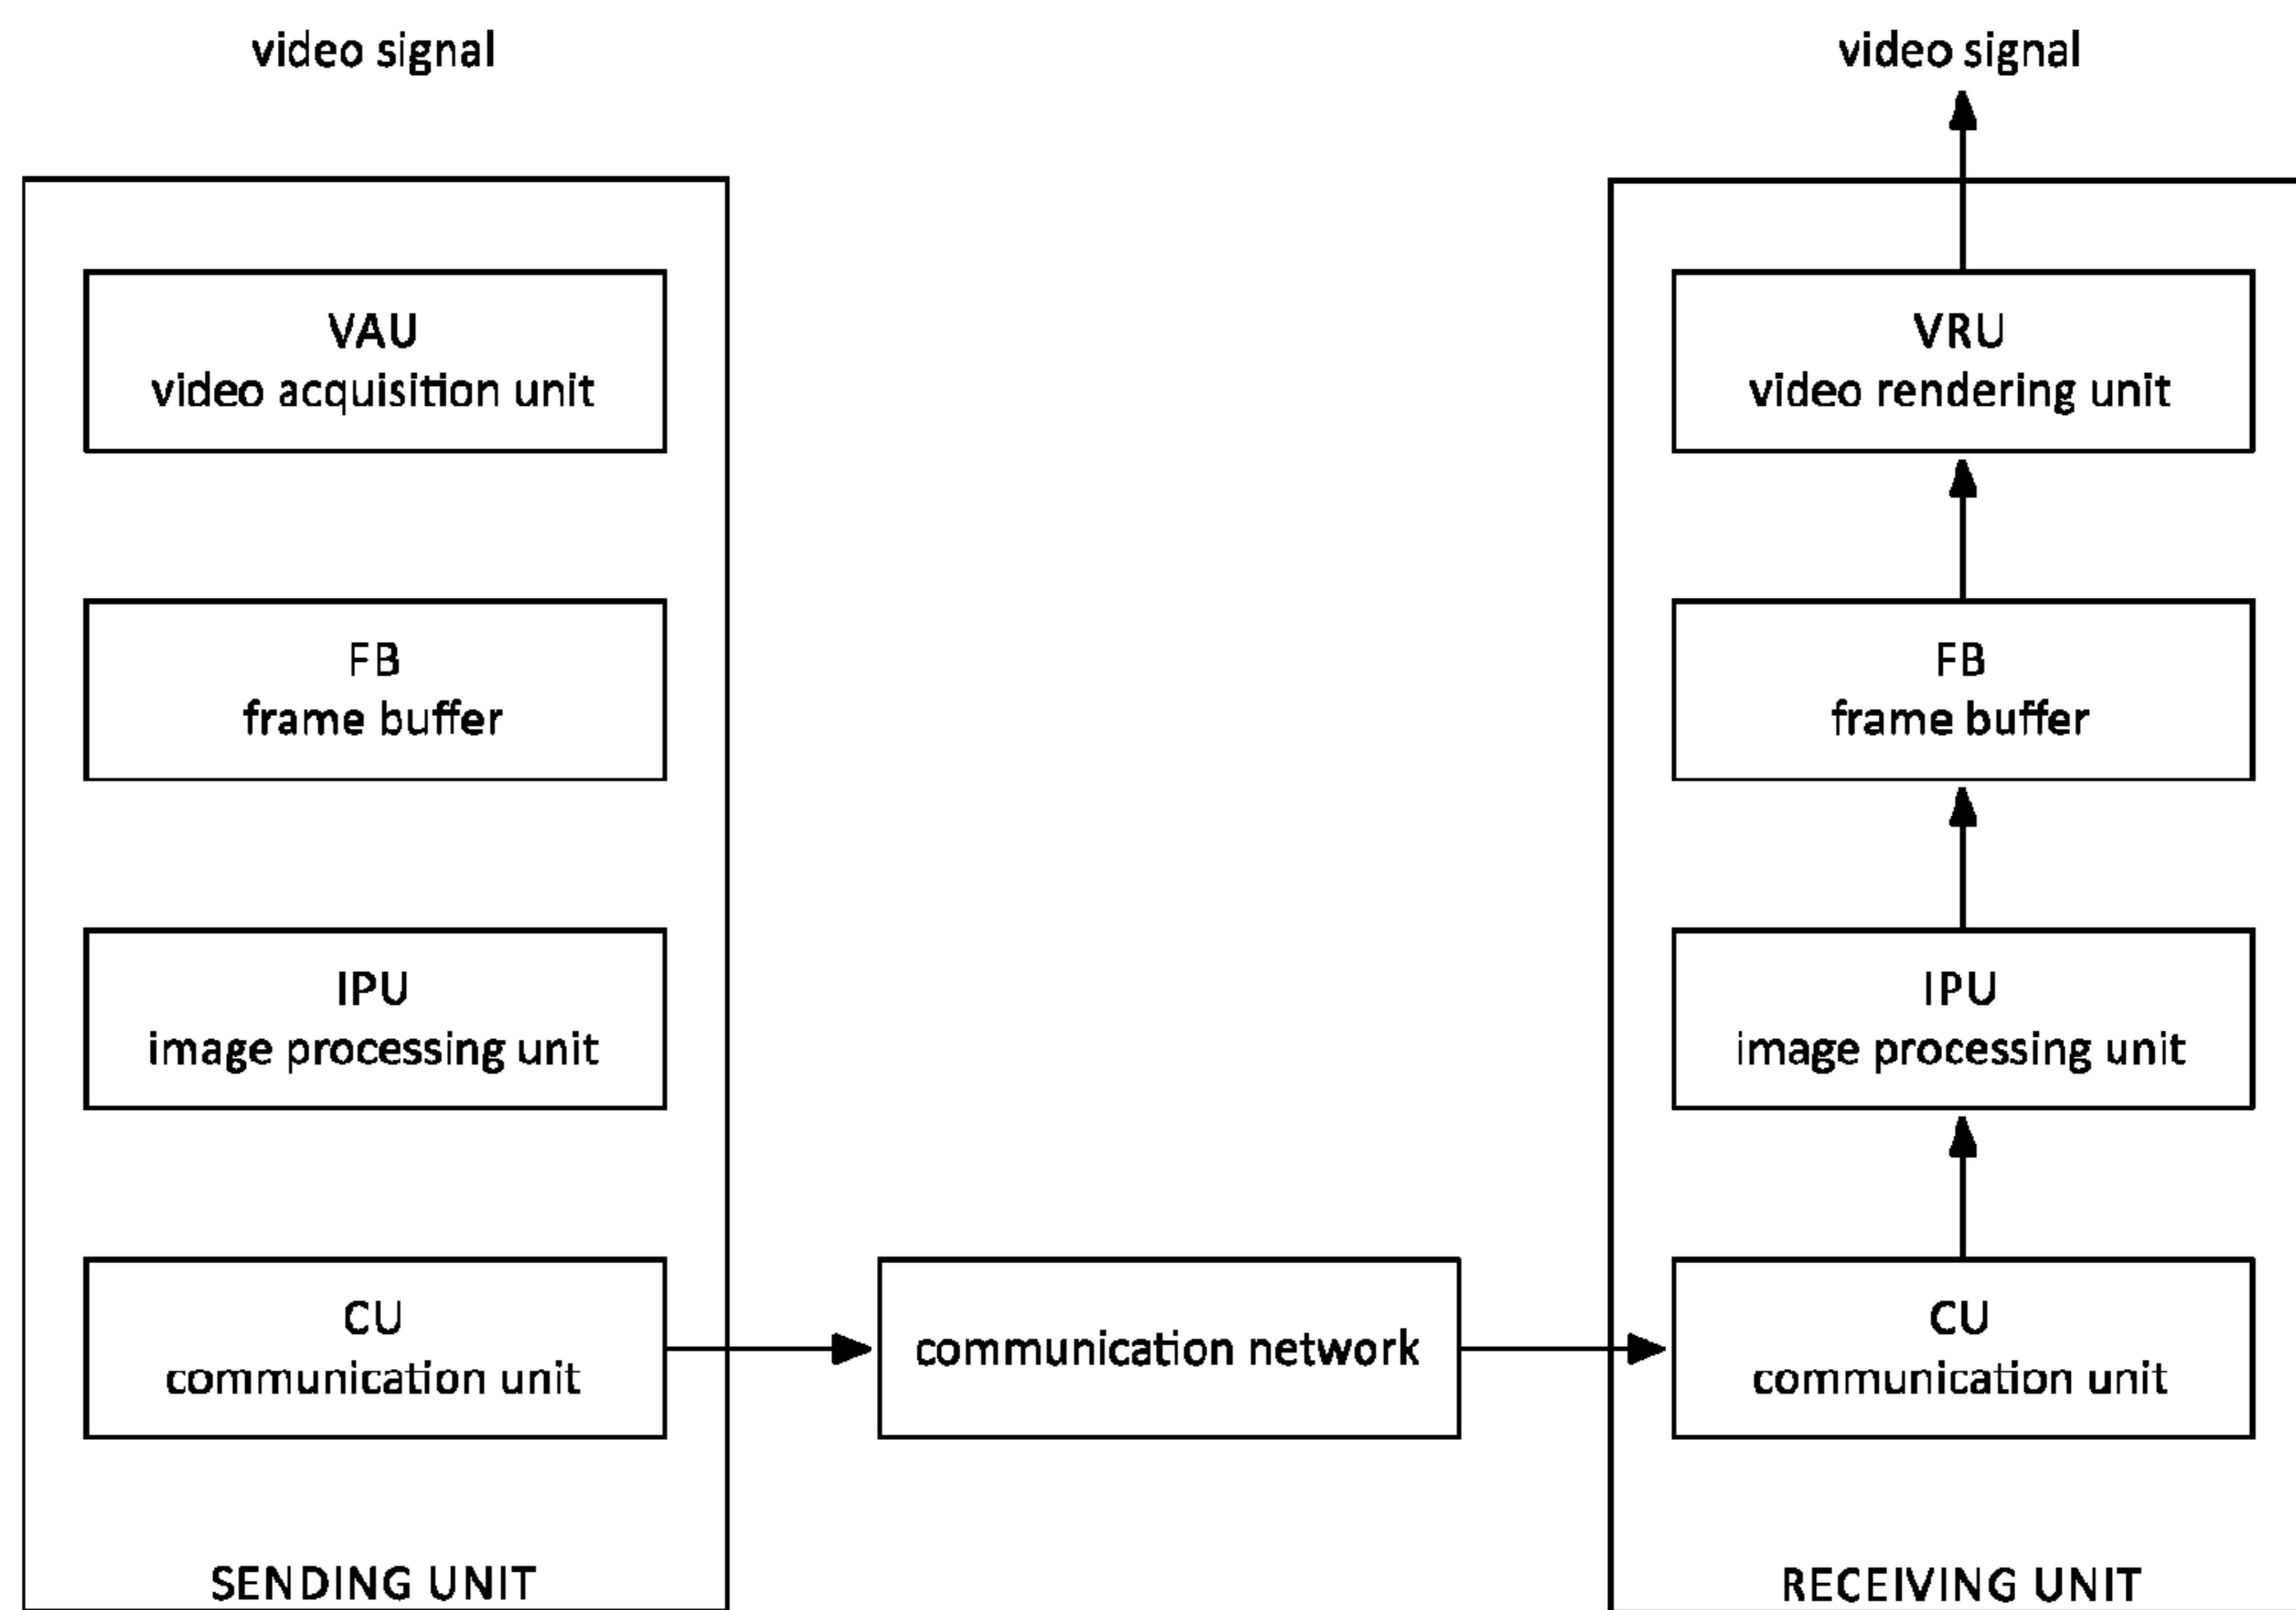 video signal
VAU
video acquisition unit
FB
frame buffer
IPU
image processing unit
CU
communication unit
SENDING UNIT
communication network
video signal
VRU
video rendering unit
FB
frame buffer
IPU
image processing unit
CU
communication unit
RECEIVING UNIT